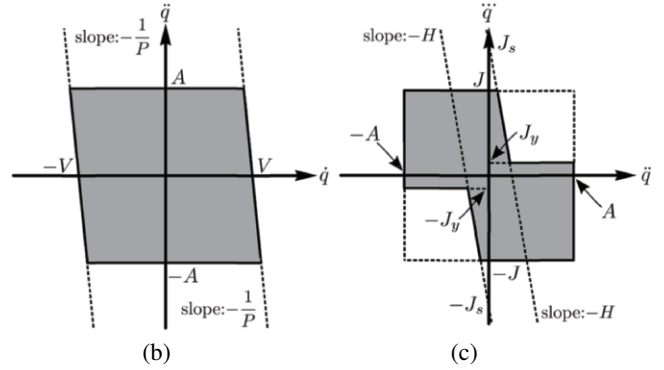 q̈
slope:-1/P
A
-V
V
q̇
-A
slope:-1/P
(b)
q⃛
slope:-H
J_s
J
-A
J_y
q̈
-J_y
A
-J
-J_s
slope:-H
(c)